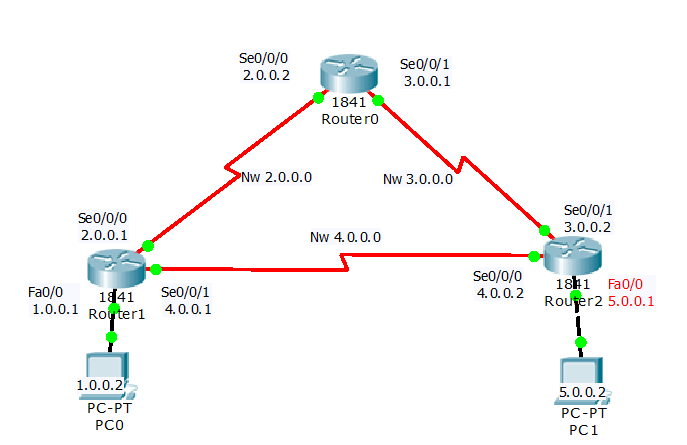 Se0/0/0
2.0.0.2
Se0/0/1
3.0.0.1
1841
Router0
Nw 2.0.0.0
Nw 3.0.0.0
Se0/0/0
2.0.0.1
Se0/0/1
3.0.0.2
Nw 4.0.0.0
Fa0/0
1.0.0.1
1841
Router1
Se0/0/1
4.0.0.1
Se0/0/0
4.0.0.2
1841
Router2
Fa0/0
5.0.0.1
1.0.0.2
PC-PT
PC0
5.0.0.2
PC-PT
PC1